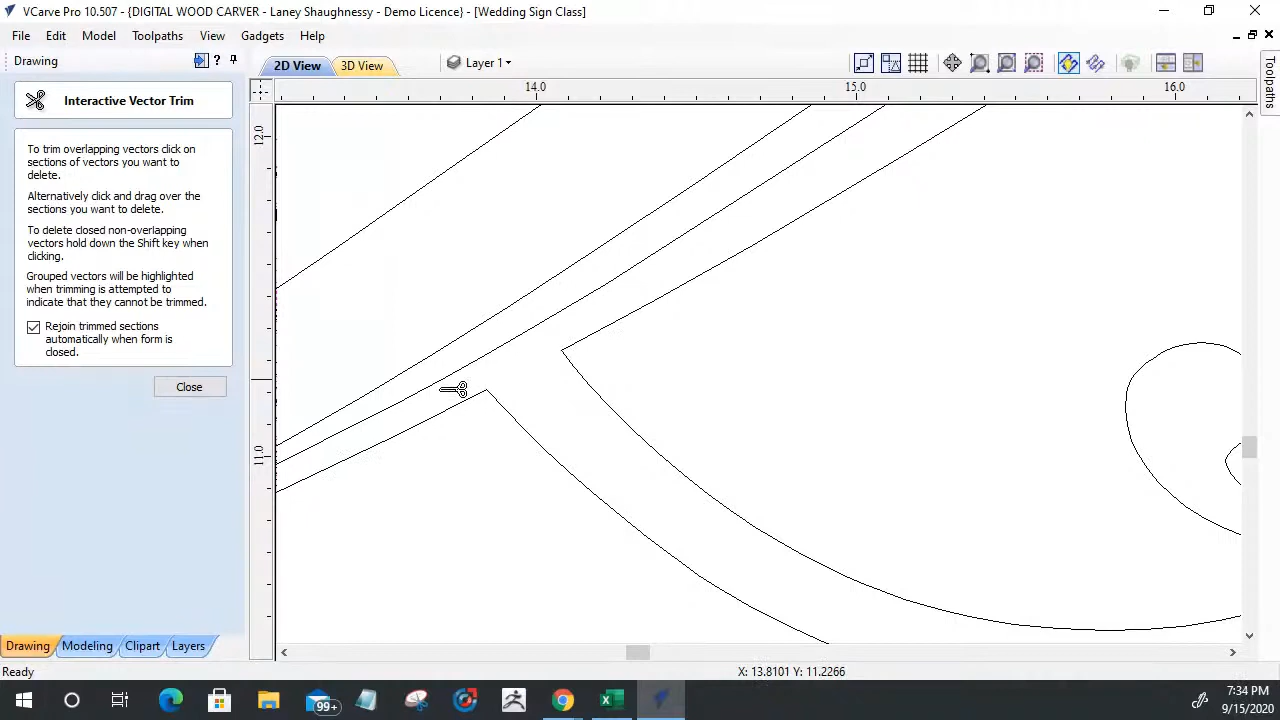 VCarve Pro 10.507 - {DIGITAL WOOD CARVER - Laney Shaughnessy - Demo Licence} - [Wedding Sign Class]
File Edit Model Toolpaths View Gadgets Help
Drawing
2D View 3D View Layer 1
Toolpaths
Interactive Vector Trim
14.0 15.0 16.0
12.0
11.0
To trim overlapping vectors click on
sections of vectors you want to
delete.
Alternatively click and drag over the
sections you want to delete.
To delete closed non-overlapping
vectors hold down the Shift key when
clicking.
Grouped vectors will be highlighted
when trimming is attempted to
indicate that they cannot be trimmed.
Rejoin trimmed sections
automatically when form is
closed.
Close
Drawing Modeling Clipart Layers
Ready
X: 13.8101 Y: 11.2266
99+
7:34 PM
9/15/2020